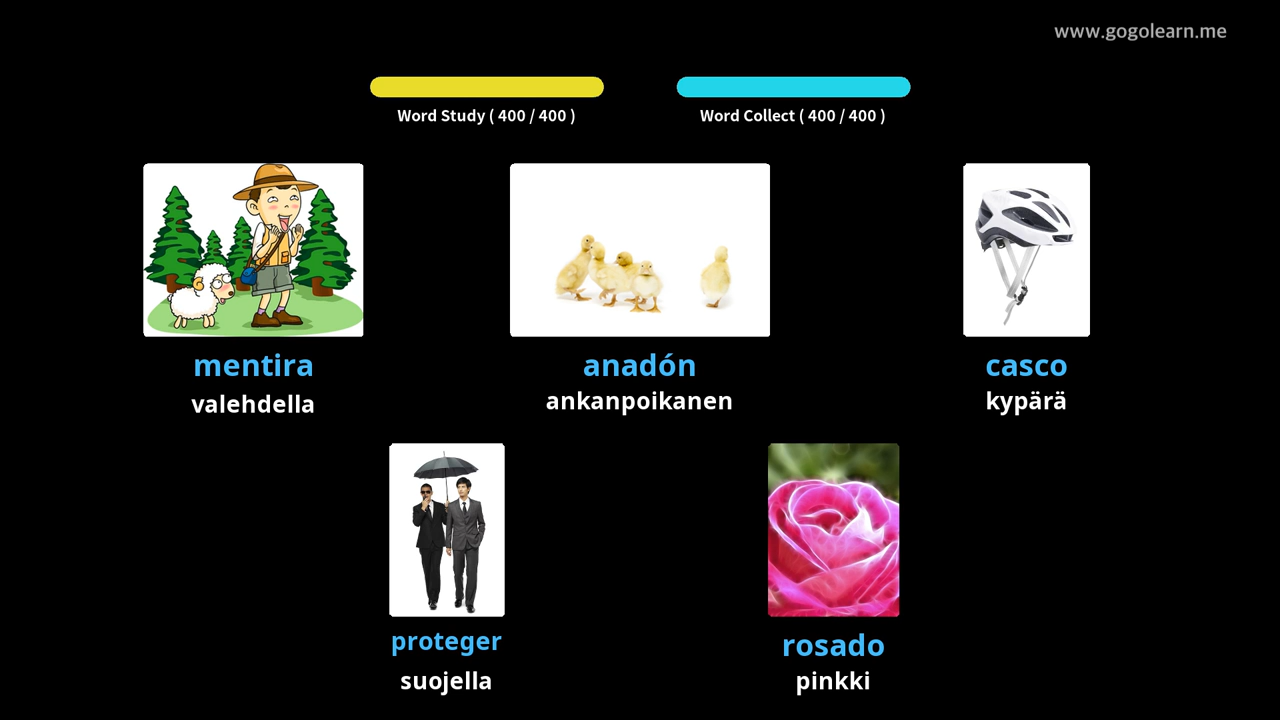 www.gogolearn.me
Word Study ( 400 / 400 )
Word Collect ( 400 / 400 )
mentira
valehdella
anadón
ankanpoikanen
casco
kypärä
proteger
suojella
rosado
pinkki